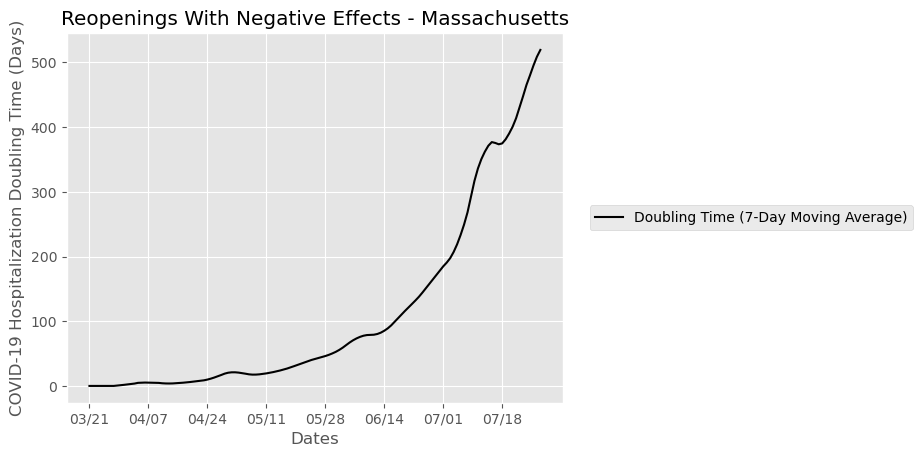 Reopenings With Negative Effects - Massachusetts
COVID-19 Hospitalization Doubling Time (Days)
500
400
300
200
100
0
03/21 04/07 04/24 05/11 05/28 06/14 07/01 07/18
Dates
Doubling Time (7-Day Moving Average)